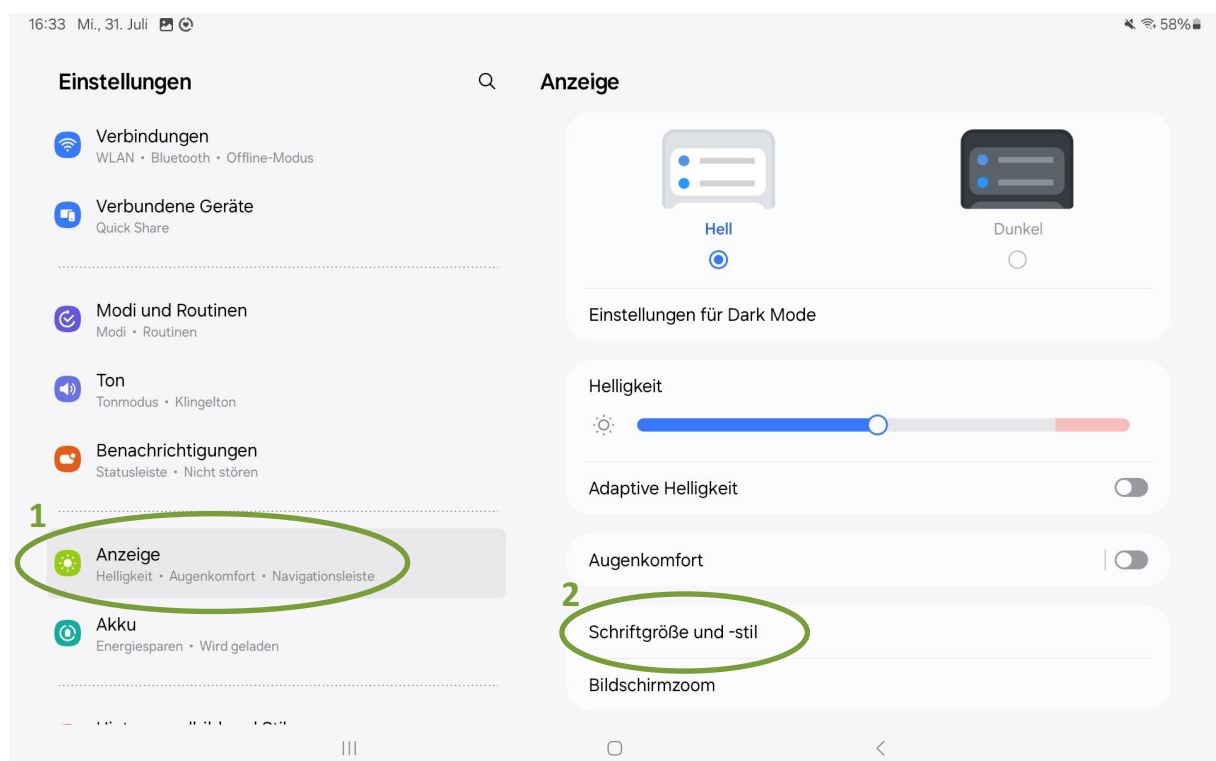 16:33 Mi., 31. Juli
58%
Einstellungen
Verbindungen
WLAN • Bluetooth • Offline-Modus
Verbundene Geräte
Quick Share
Modi und Routinen
Modi • Routinen
Ton
Tonmodus • Klingelton
Benachrichtigungen
Statusleiste • Nicht stören
1
Anzeige
Helligkeit • Augenkomfort • Navigationsleiste
Akku
Energiesparen • Wird geladen
Anzeige
Hell
Dunkel
Einstellungen für Dark Mode
Helligkeit
Adaptive Helligkeit
Augenkomfort
2
Schriftgröße und -stil
Bildschirmzoom